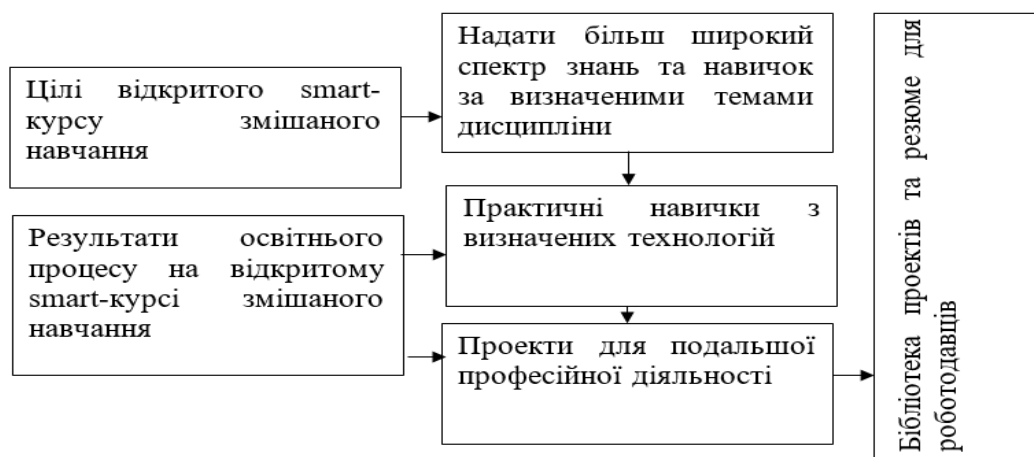 Цілі відкритого smart-
курсу змішаного
навчання
Надати більш широкий
спектр знань та навичок
за визначеними темами
дисципліни
Результати освітнього
процесу на відкритому
smart-курсі змішаного
навчання
Практичні навички з
визначених технологій
Проекти для подальшої
професійної діяльності
Бібліотека проектів та резюме для
роботодавців